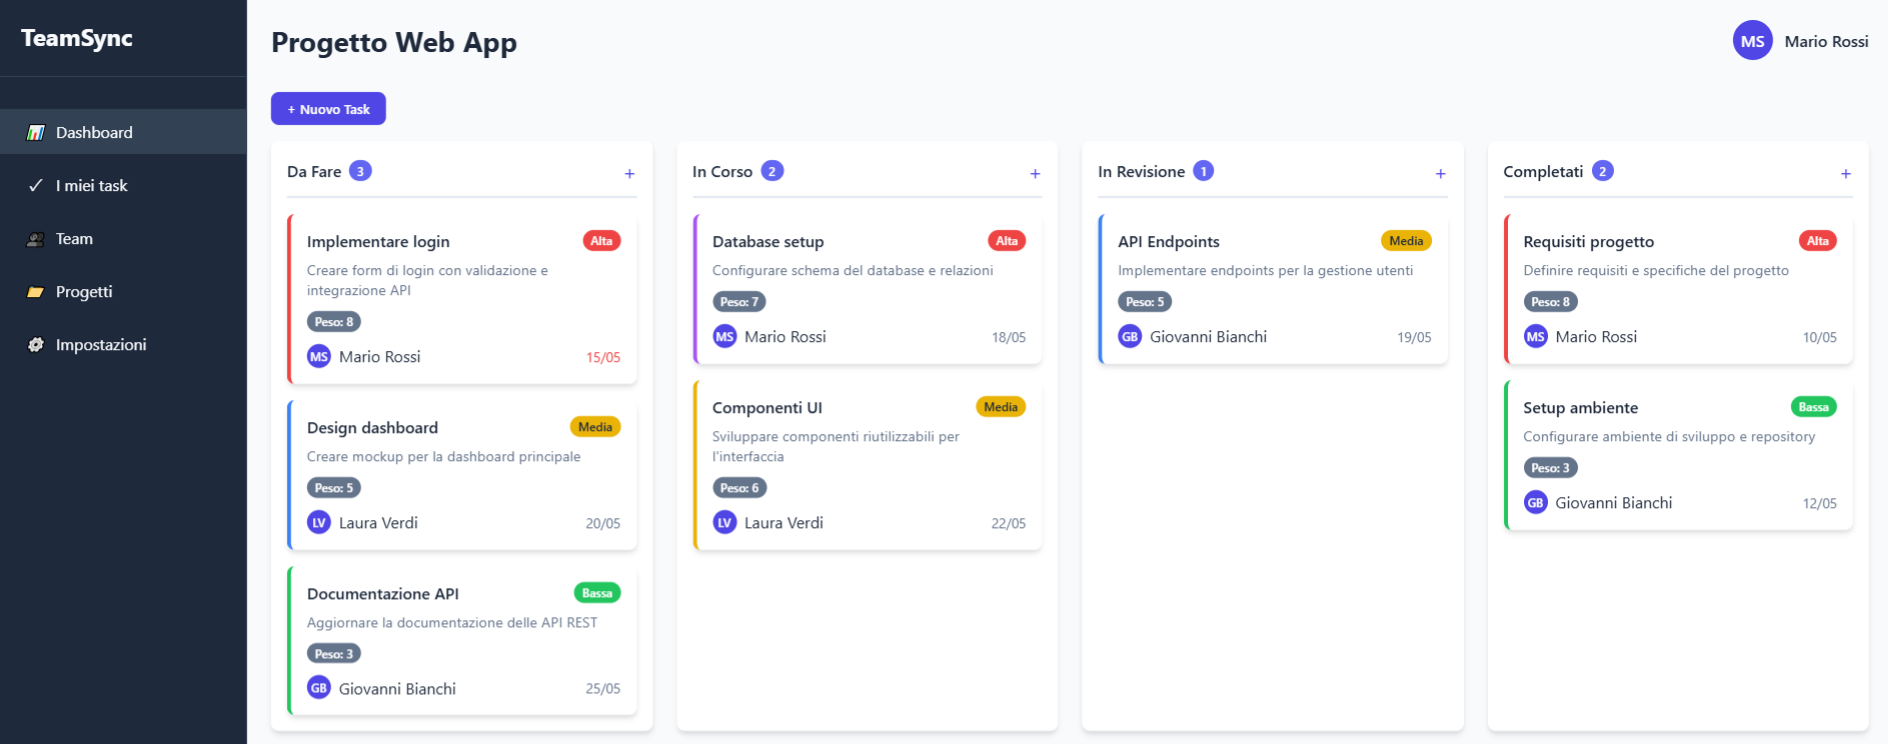 TeamSync
Dashboard
I miei task
Team
Progetti
Impostazioni
Progetto Web App
MS Mario Rossi
+ Nuovo Task
Da Fare 3 +
Implementare login Alta
Creare form di login con validazione e
integrazione API
Peso: 8
MS Mario Rossi 15/05
Design dashboard Media
Creare mockup per la dashboard principale
Peso: 5
LV Laura Verdi 20/05
Documentazione API Bassa
Aggiornare la documentazione delle API REST
Peso: 3
GB Giovanni Bianchi 25/05
In Corso 2 +
Database setup Alta
Configurare schema del database e relazioni
Peso: 7
MS Mario Rossi 18/05
Componenti UI Media
Sviluppare componenti riutilizzabili per
l'interfaccia
Peso: 6
LV Laura Verdi 22/05
In Revisione 1 +
API Endpoints Media
Implementare endpoints per la gestione utenti
Peso: 5
GB Giovanni Bianchi 19/05
Completati 2 +
Requisiti progetto Alta
Definire requisiti e specifiche del progetto
Peso: 8
MS Mario Rossi 10/05
Setup ambiente Bassa
Configurare ambiente di sviluppo e repository
Peso: 3
GB Giovanni Bianchi 12/05